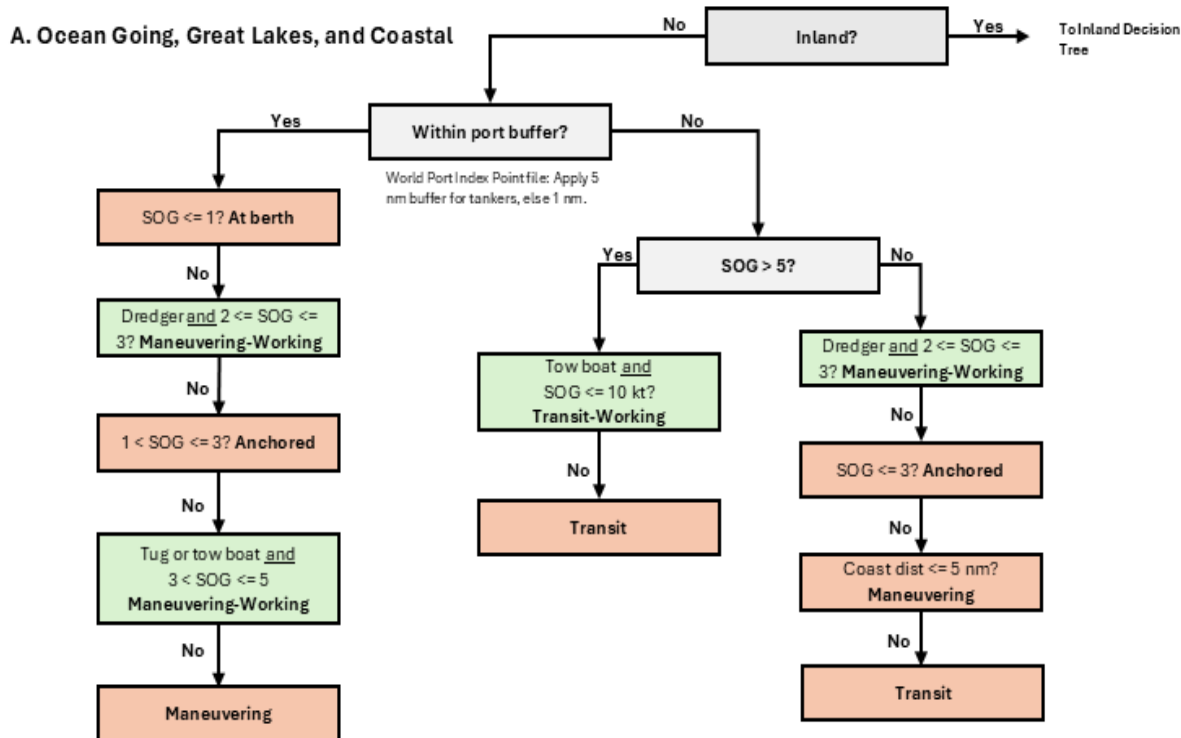 A. Ocean Going, Great Lakes, and Coastal
No
Inland?
Yes
To Inland Decision
Tree
Yes
Within port buffer?
No
World Port Index Point file: Apply 5
nm buffer for tankers, else 1 nm.
SOG <= 1? At berth
No
Dredger and 2 <= SOG <=
3? Maneuvering-Working
No
1 < SOG <= 3? Anchored
No
Tug or tow boat and
3 < SOG <= 5
Maneuvering-Working
No
Maneuvering
Yes
SOG > 5?
No
Tow boat and
SOG <= 10 kt?
Transit-Working
No
Transit
Dredger and 2 <= SOG <=
3? Maneuvering-Working
No
SOG <= 3? Anchored
No
Coast dist <= 5 nm?
Maneuvering
No
Transit